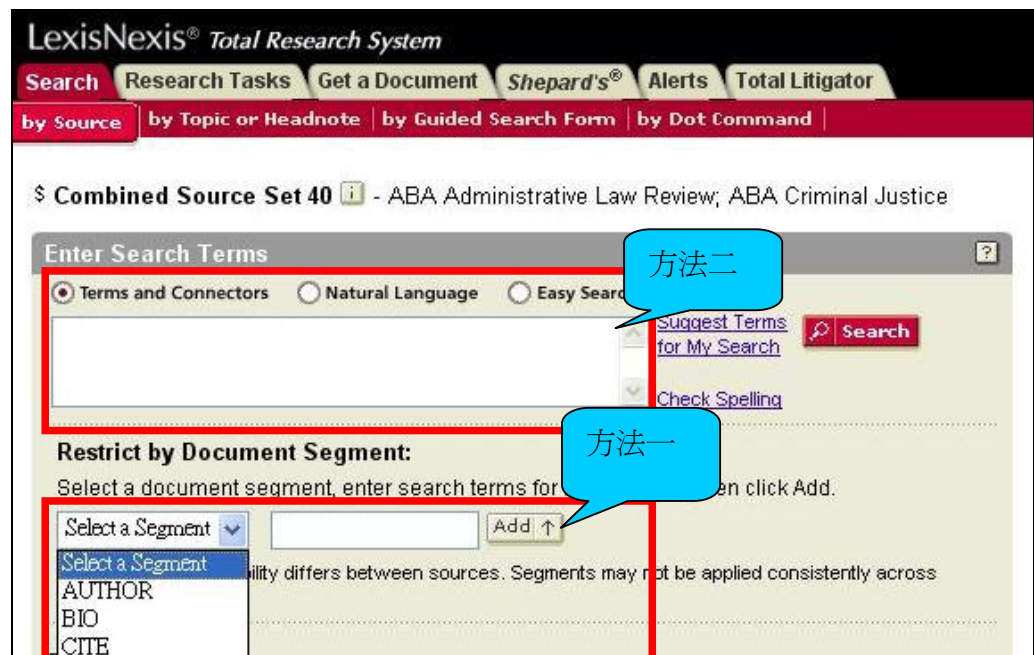 LexisNexis® Total Research System
Search Research Tasks Get a Document Shepard's® Alerts Total Litigator
by Source by Topic or Headnote by Guided Search Form by Dot Command
$ Combined Source Set 40 i - ABA Administrative Law Review; ABA Criminal Justice
Enter Search Terms ?
方法二
Terms and Connectors Natural Language Easy
Suggest Terms
for My Search
Search
Check Spelling
方法一
Restrict by Document Segment:
Select a document segment, enter search terms for click Add.
Select a Segment Add ↑
Select a Segment
differs between sources. Segments may not be applied consistently across
AUTHOR
BIO
CITE